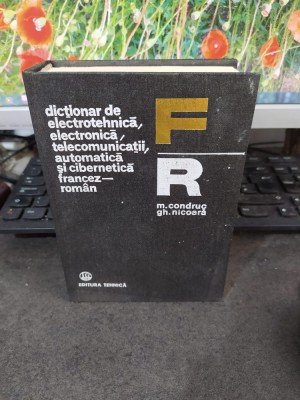 dicționar de
electrotehnică,
electronică,
telecomunicații,
automatică
și cibernetică
francez—
român
F
R
m. condruc
gh. nicoară
EDITURA TEHNICĂ